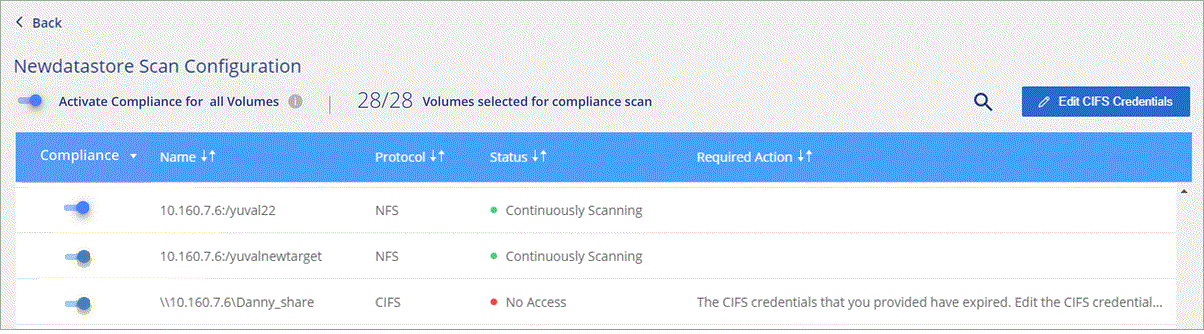 Back
Newdatastore Scan Configuration
Activate Compliance for all Volumes i | 28/28 Volumes selected for compliance scan Edit CIFS Credentials
Compliance Name Protocol Status Required Action
10.160.7.6:/yuval22 NFS Continuously Scanning
10.160.7.6:/yuvalnewtarget NFS Continuously Scanning
\\10.160.7.6\Danny_share CIFS No Access The CIFS credentials that you provided have expired. Edit the CIFS credential...